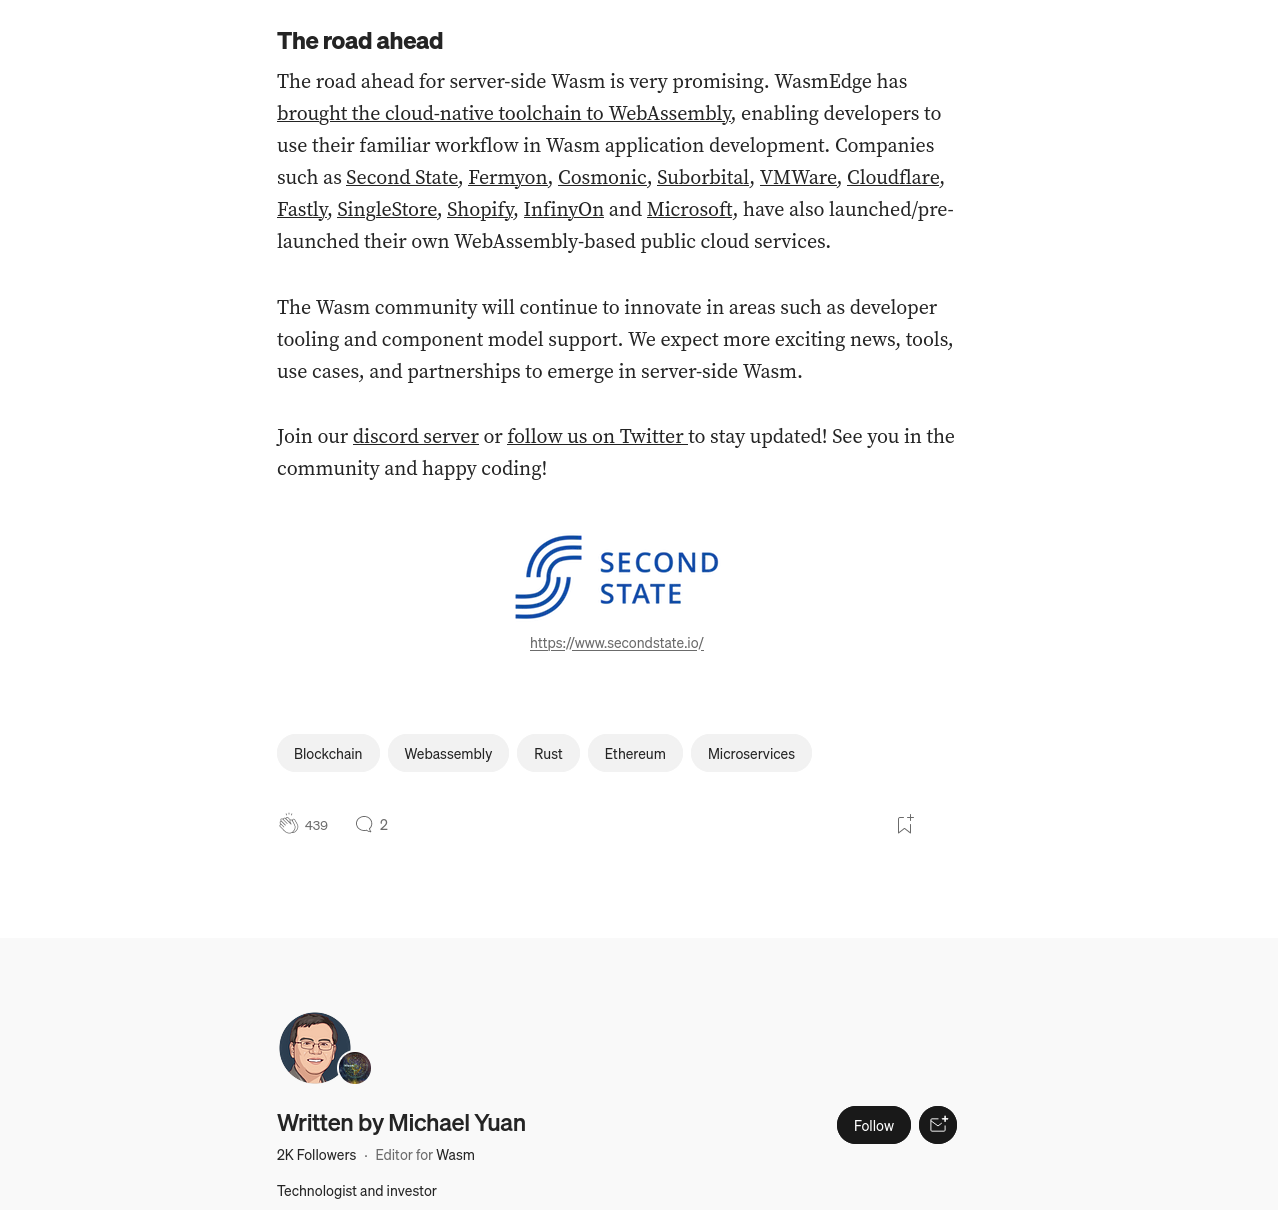 The road ahead
The road ahead for server-side Wasm is very promising. WasmEdge has
brought the cloud-native toolchain to WebAssembly, enabling developers to
use their familiar workflow in Wasm application development. Companies
such as Second State, Fermyon, Cosmonic, Suborbital, VMWare, Cloudflare,
Fastly, SingleStore, Shopify, InfinyOn and Microsoft, have also launched/pre-
launched their own WebAssembly-based public cloud services.
The Wasm community will continue to innovate in areas such as developer
tooling and component model support. We expect more exciting news, tools,
use cases, and partnerships to emerge in server-side Wasm.
Join our discord server or follow us on Twitter to stay updated! See you in the
community and happy coding!
SECOND
STATE
https://www.secondstate.io/
Blockchain Webassembly Rust Ethereum Microservices
439 2
Written by Michael Yuan
Follow
2K Followers · Editor for Wasm
Technologist and investor